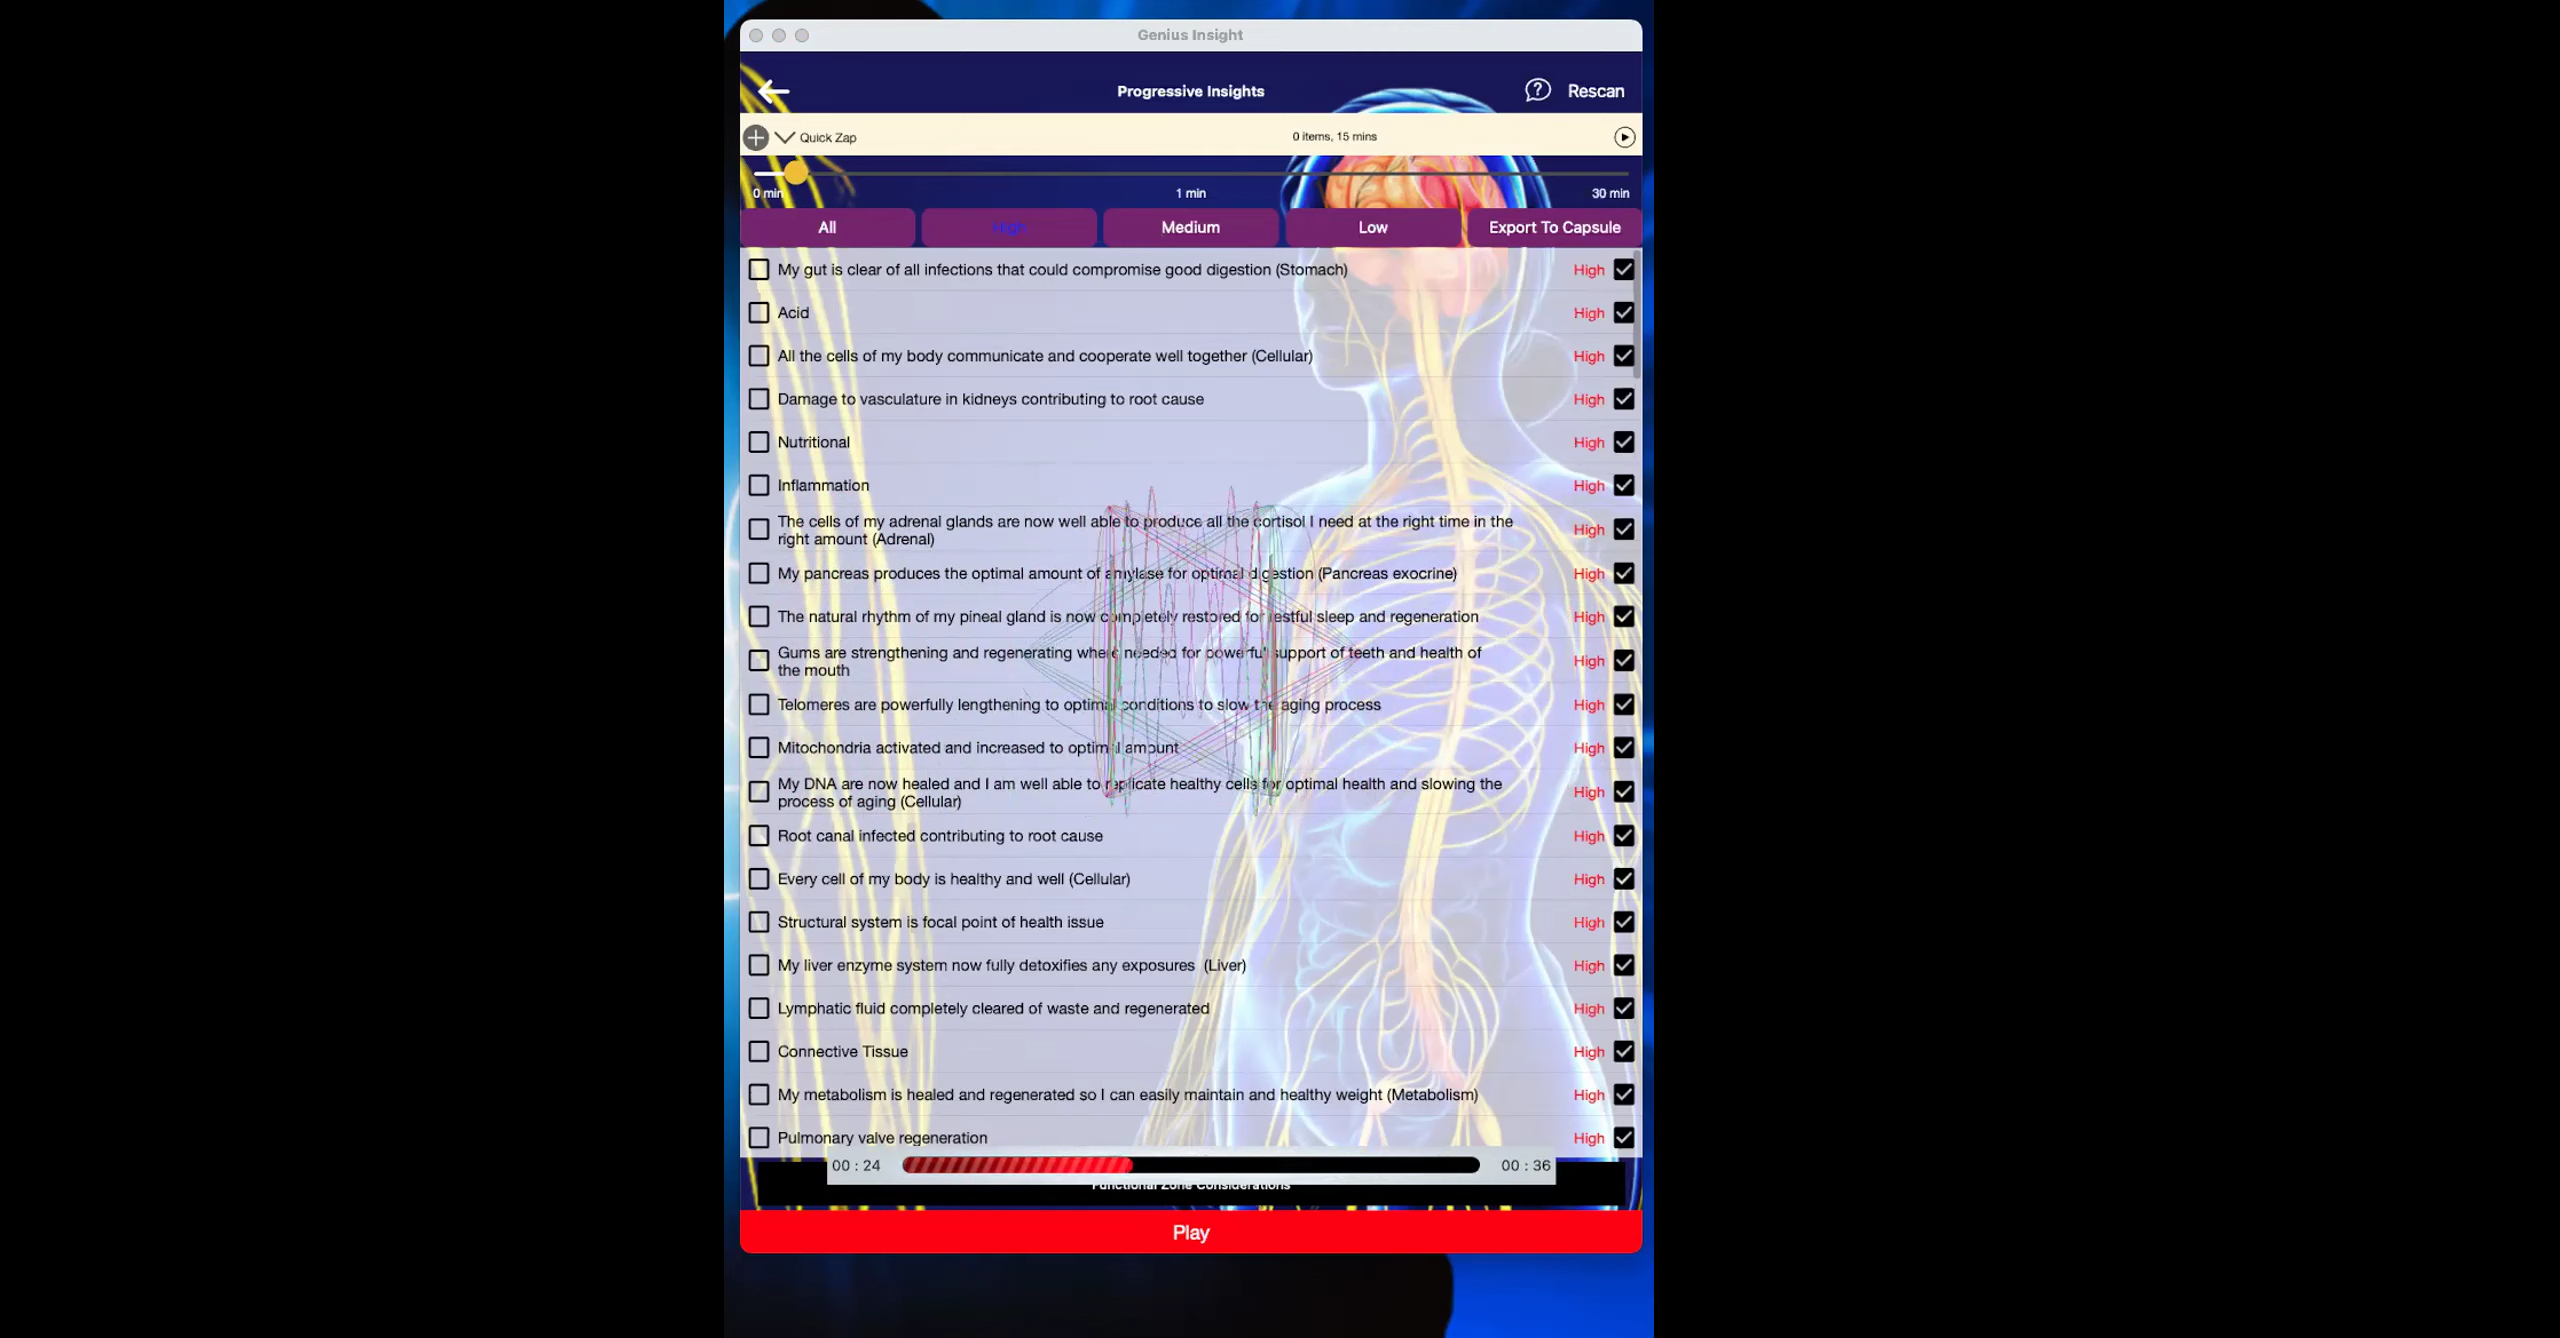 Genius Insight
Progressive Insights
Rescan
Quick Zap
0 items, 15 mins
0 min
1 min
30 min
All
High
Medium
Low
Export To Capsule
My gut is clear of all infections that could compromise good digestion (Stomach) High
Acid High
All the cells of my body communicate and cooperate well together (Cellular) High
Damage to vasculature in kidneys contributing to root cause High
Nutritional High
Inflammation High
The cells of my adrenal glands are now well able to produce all the cortisol I need at the right time in the
right amount (Adrenal) High
My pancreas produces the optimal amount of amylase for optimal digestion (Pancreas exocrine) High
The natural rhythm of my pineal gland is now completely restored for restful sleep and regeneration High
Gums are strengthening and regenerating where needed for powerful support of teeth and health of
the mouth High
Telomeres are powerfully lengthening to optimal conditions to slow the aging process High
Mitochondria activated and increased to optimal amount High
My DNA are now healed and I am well able to replicate healthy cells for optimal health and slowing the
process of aging (Cellular) High
Root canal infected contributing to root cause High
Every cell of my body is healthy and well (Cellular) High
Structural system is focal point of health issue High
My liver enzyme system now fully detoxifies any exposures (Liver) High
Lymphatic fluid completely cleared of waste and regenerated High
Connective Tissue High
My metabolism is healed and regenerated so I can easily maintain and healthy weight (Metabolism) High
Pulmonary valve regeneration High
00 : 24
00 : 36
Functional Zone Considerations
Play